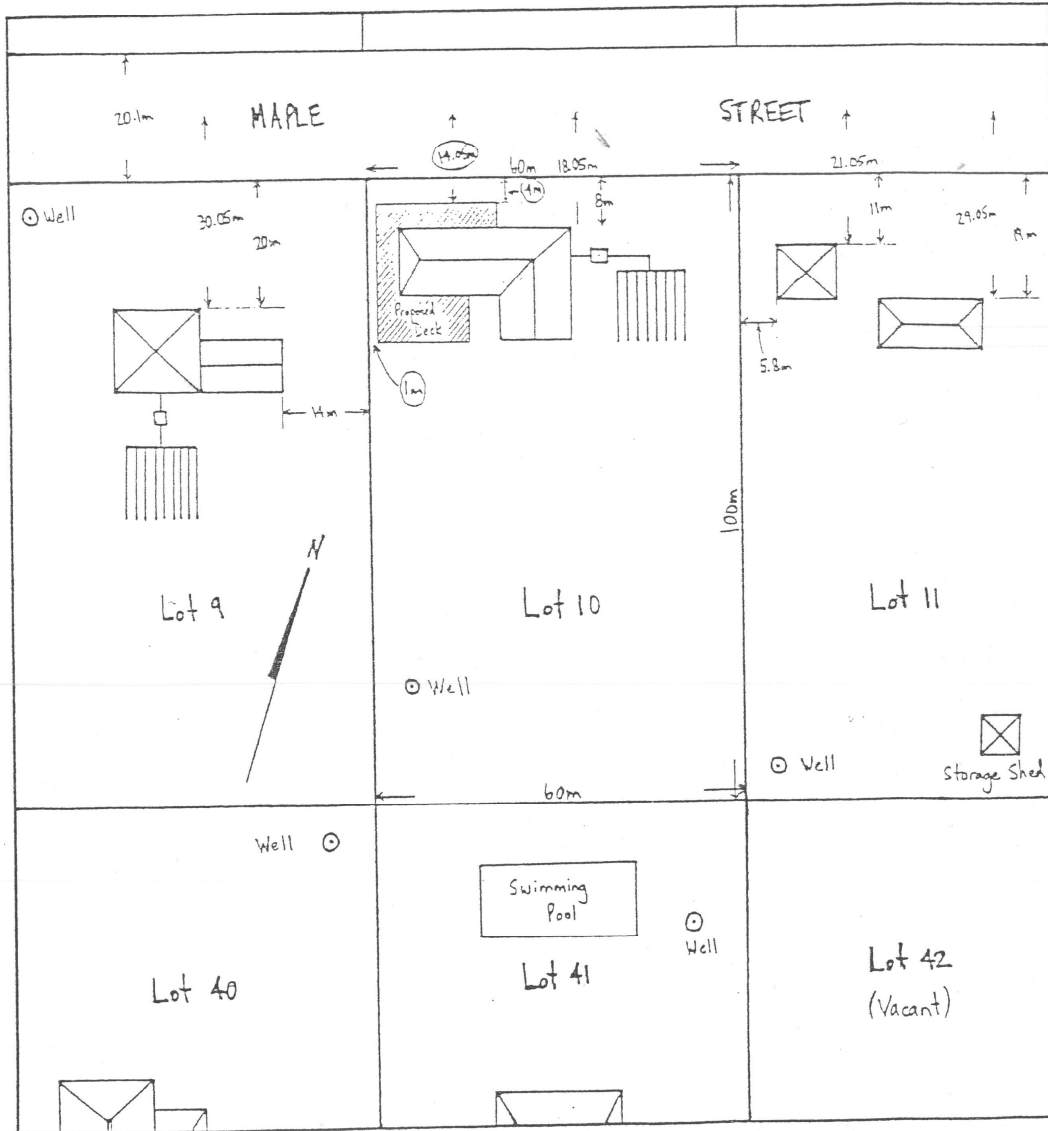 20.1m
MAPLE STREET
14.05m
60m 18.05m
21.05m
Well
30.05m
20m
4m
8m
11m
29.05m
19m
Proposed
Deck
5.8m
1m
14m
100m
N
Lot 9
Lot 10
Lot 11
Well
Well
Storage Shed
60m
Well
Swimming
Pool
Well
Lot 40
Lot 41
Lot 42
(Vacant)